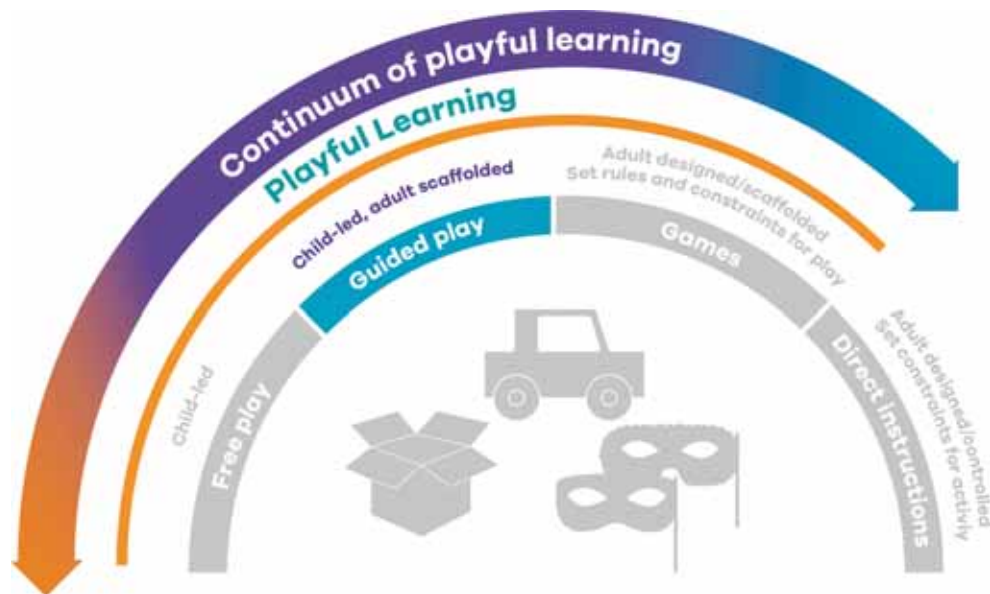 Continuum of playful learning
Playful Learning
Child-led
Free play
Child-led, adult scaffolded
Guided play
Adult designed/scaffolded
Set rules and constraints for play
Games
Adult designed/controlled
Set constraints for activiy
Direct instructions